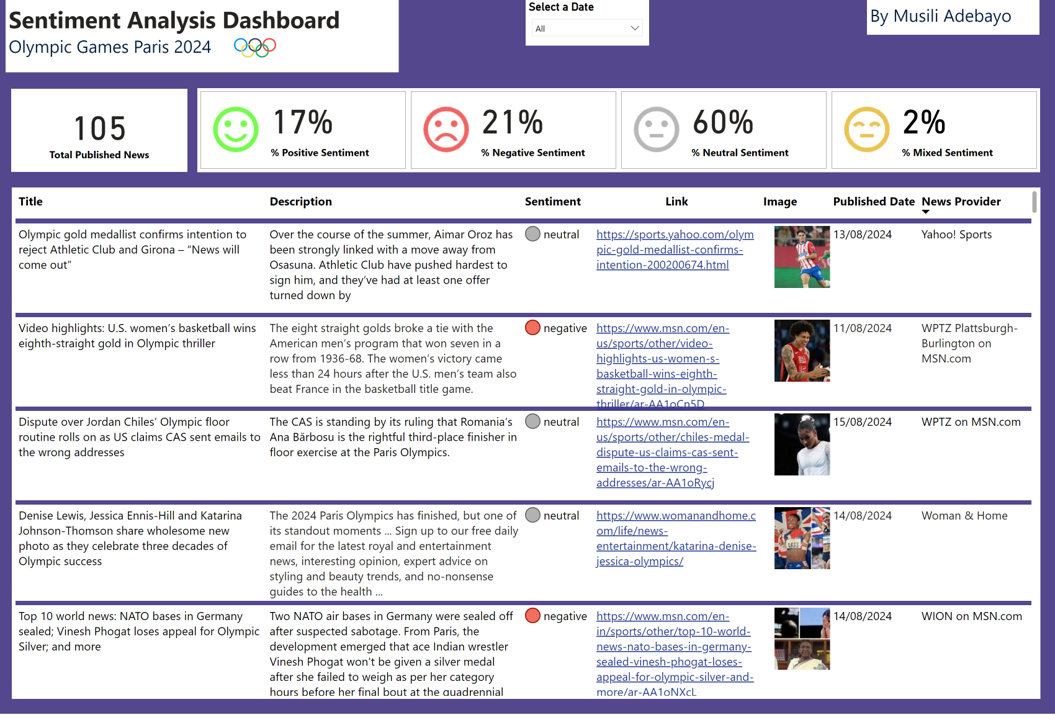 Sentiment Analysis Dashboard
Olympic Games Paris 2024
Select a Date
All
By Musili Adebayo
105
Total Published News
17%
% Positive Sentiment
21%
% Negative Sentiment
60%
% Neutral Sentiment
2%
% Mixed Sentiment
Title Description Sentiment Link Image Published Date News Provider
Olympic gold medallist confirms intention to
reject Athletic Club and Girona – “News will
come out”
Over the course of the summer, Aimar Oroz has
been strongly linked with a move away from
Osasuna. Athletic Club have pushed hardest to
sign him, and they’ve had at least one offer
turned down by
neutral
https://sports.yahoo.com/olym
pic-gold-medallist-confirms-
intention-200200674.html
13/08/2024
Yahoo! Sports
Video highlights: U.S. women’s basketball wins
eighth-straight gold in Olympic thriller
The eight straight golds broke a tie with the
American men’s program that won seven in a
row from 1936-68. The women’s victory came
less than 24 hours after the U.S. men’s team also
beat France in the basketball title game.
negative
https://www.msn.com/en-
us/sports/other/video-
highlights-us-women-s-
basketball-wins-eighth-
straight-gold-in-olympic-
thriller/ar-AA1oCn5D
11/08/2024
WPTZ Plattsburgh-
Burlington on
MSN.com
Dispute over Jordan Chiles’ Olympic floor
routine rolls on as US claims CAS sent emails to
the wrong addresses
The CAS is standing by its ruling that Romania’s
Ana Bărbosu is the rightful third-place finisher in
floor exercise at the Paris Olympics.
neutral
https://www.msn.com/en-
us/sports/other/chiles-medal-
dispute-us-claims-cas-sent-
emails-to-the-wrong-
addresses/ar-AA1oRycj
15/08/2024
WPTZ on MSN.com
Denise Lewis, Jessica Ennis-Hill and Katarina
Johnson-Thomson share wholesome new
photo as they celebrate three decades of
Olympic success
The 2024 Paris Olympics has finished, but one of
its standout moments ... Sign up to our free daily
email for the latest royal and entertainment
news, interesting opinion, expert advice on
styling and beauty trends, and no-nonsense
guides to the health ...
neutral
https://www.womanandhome.c
om/life/news-
entertainment/katarina-denise-
jessica-olympics/
14/08/2024
Woman & Home
Top 10 world news: NATO bases in Germany
sealed; Vinesh Phogat loses appeal for Olympic
Silver; and more
Two NATO air bases in Germany were sealed off
after suspected sabotage. From Paris, the
development emerged that ace Indian wrestler
Vinesh Phogat won't be given a silver medal
after she failed to weigh as per her category
hours before her final bout at the quadrennial
negative
https://www.msn.com/en-
in/sports/other/top-10-world-
news-nato-bases-in-germany-
sealed-vinesh-phogat-loses-
appeal-for-olympic-silver-and-
more/ar-AA1oNXcL
14/08/2024
WION on MSN.com